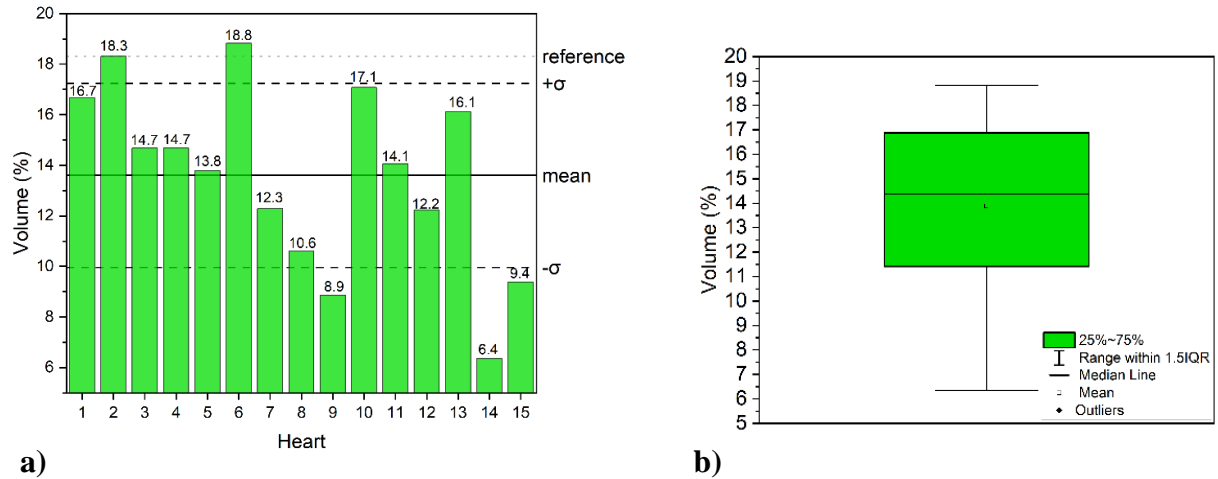 20
18
16
14
12
10
8
6
Volume (%)
16.7
18.3
14.7
14.7
13.8
18.8
12.3
10.6
8.9
17.1
14.1
12.2
16.1
6.4
9.4
reference
+σ
mean
-σ
1 2 3 4 5 6 7 8 9 10 11 12 13 14 15
Heart
a)
20
19
18
17
16
15
14
13
12
11
10
9
8
7
6
5
Volume (%)
25%~75%
Range within 1.5IQR
Median Line
Mean
Outliers
b)